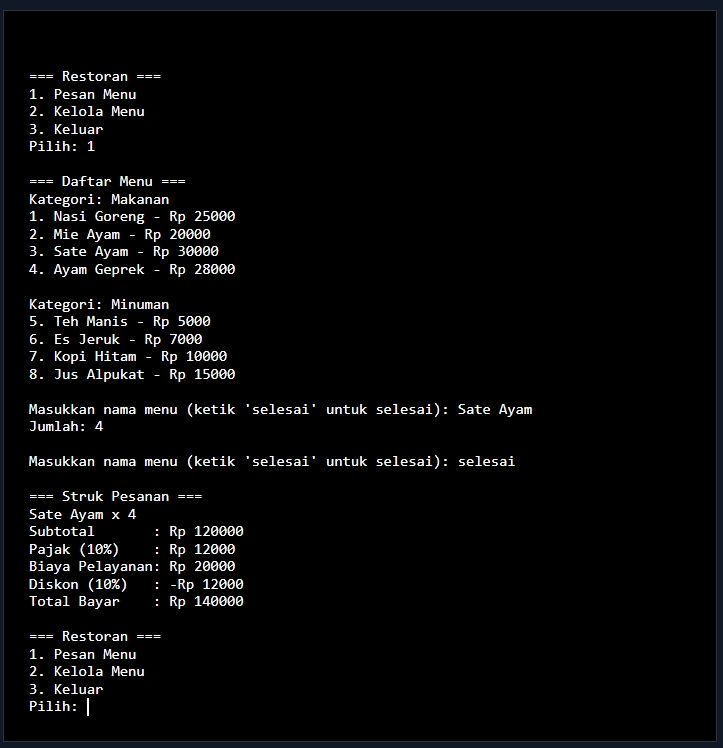 === Restoran ===
1. Pesan Menu
2. Kelola Menu
3. Keluar
Pilih: 1
=== Daftar Menu ===
Kategori: Makanan
1. Nasi Goreng - Rp 25000
2. Mie Ayam - Rp 20000
3. Sate Ayam - Rp 30000
4. Ayam Geprek - Rp 28000
Kategori: Minuman
5. Teh Manis - Rp 5000
6. Es Jeruk - Rp 7000
7. Kopi Hitam - Rp 10000
8. Jus Alpukat - Rp 15000
Masukkan nama menu (ketik 'selesai' untuk selesai): Sate Ayam
Jumlah: 4
Masukkan nama menu (ketik 'selesai' untuk selesai): selesai
=== Struk Pesanan ===
Sate Ayam x 4
Subtotal       : Rp 120000
Pajak (10%)    : Rp 12000
Biaya Pelayanan: Rp 20000
Diskon (10%)   : -Rp 12000
Total Bayar    : Rp 140000
=== Restoran ===
1. Pesan Menu
2. Kelola Menu
3. Keluar
Pilih: